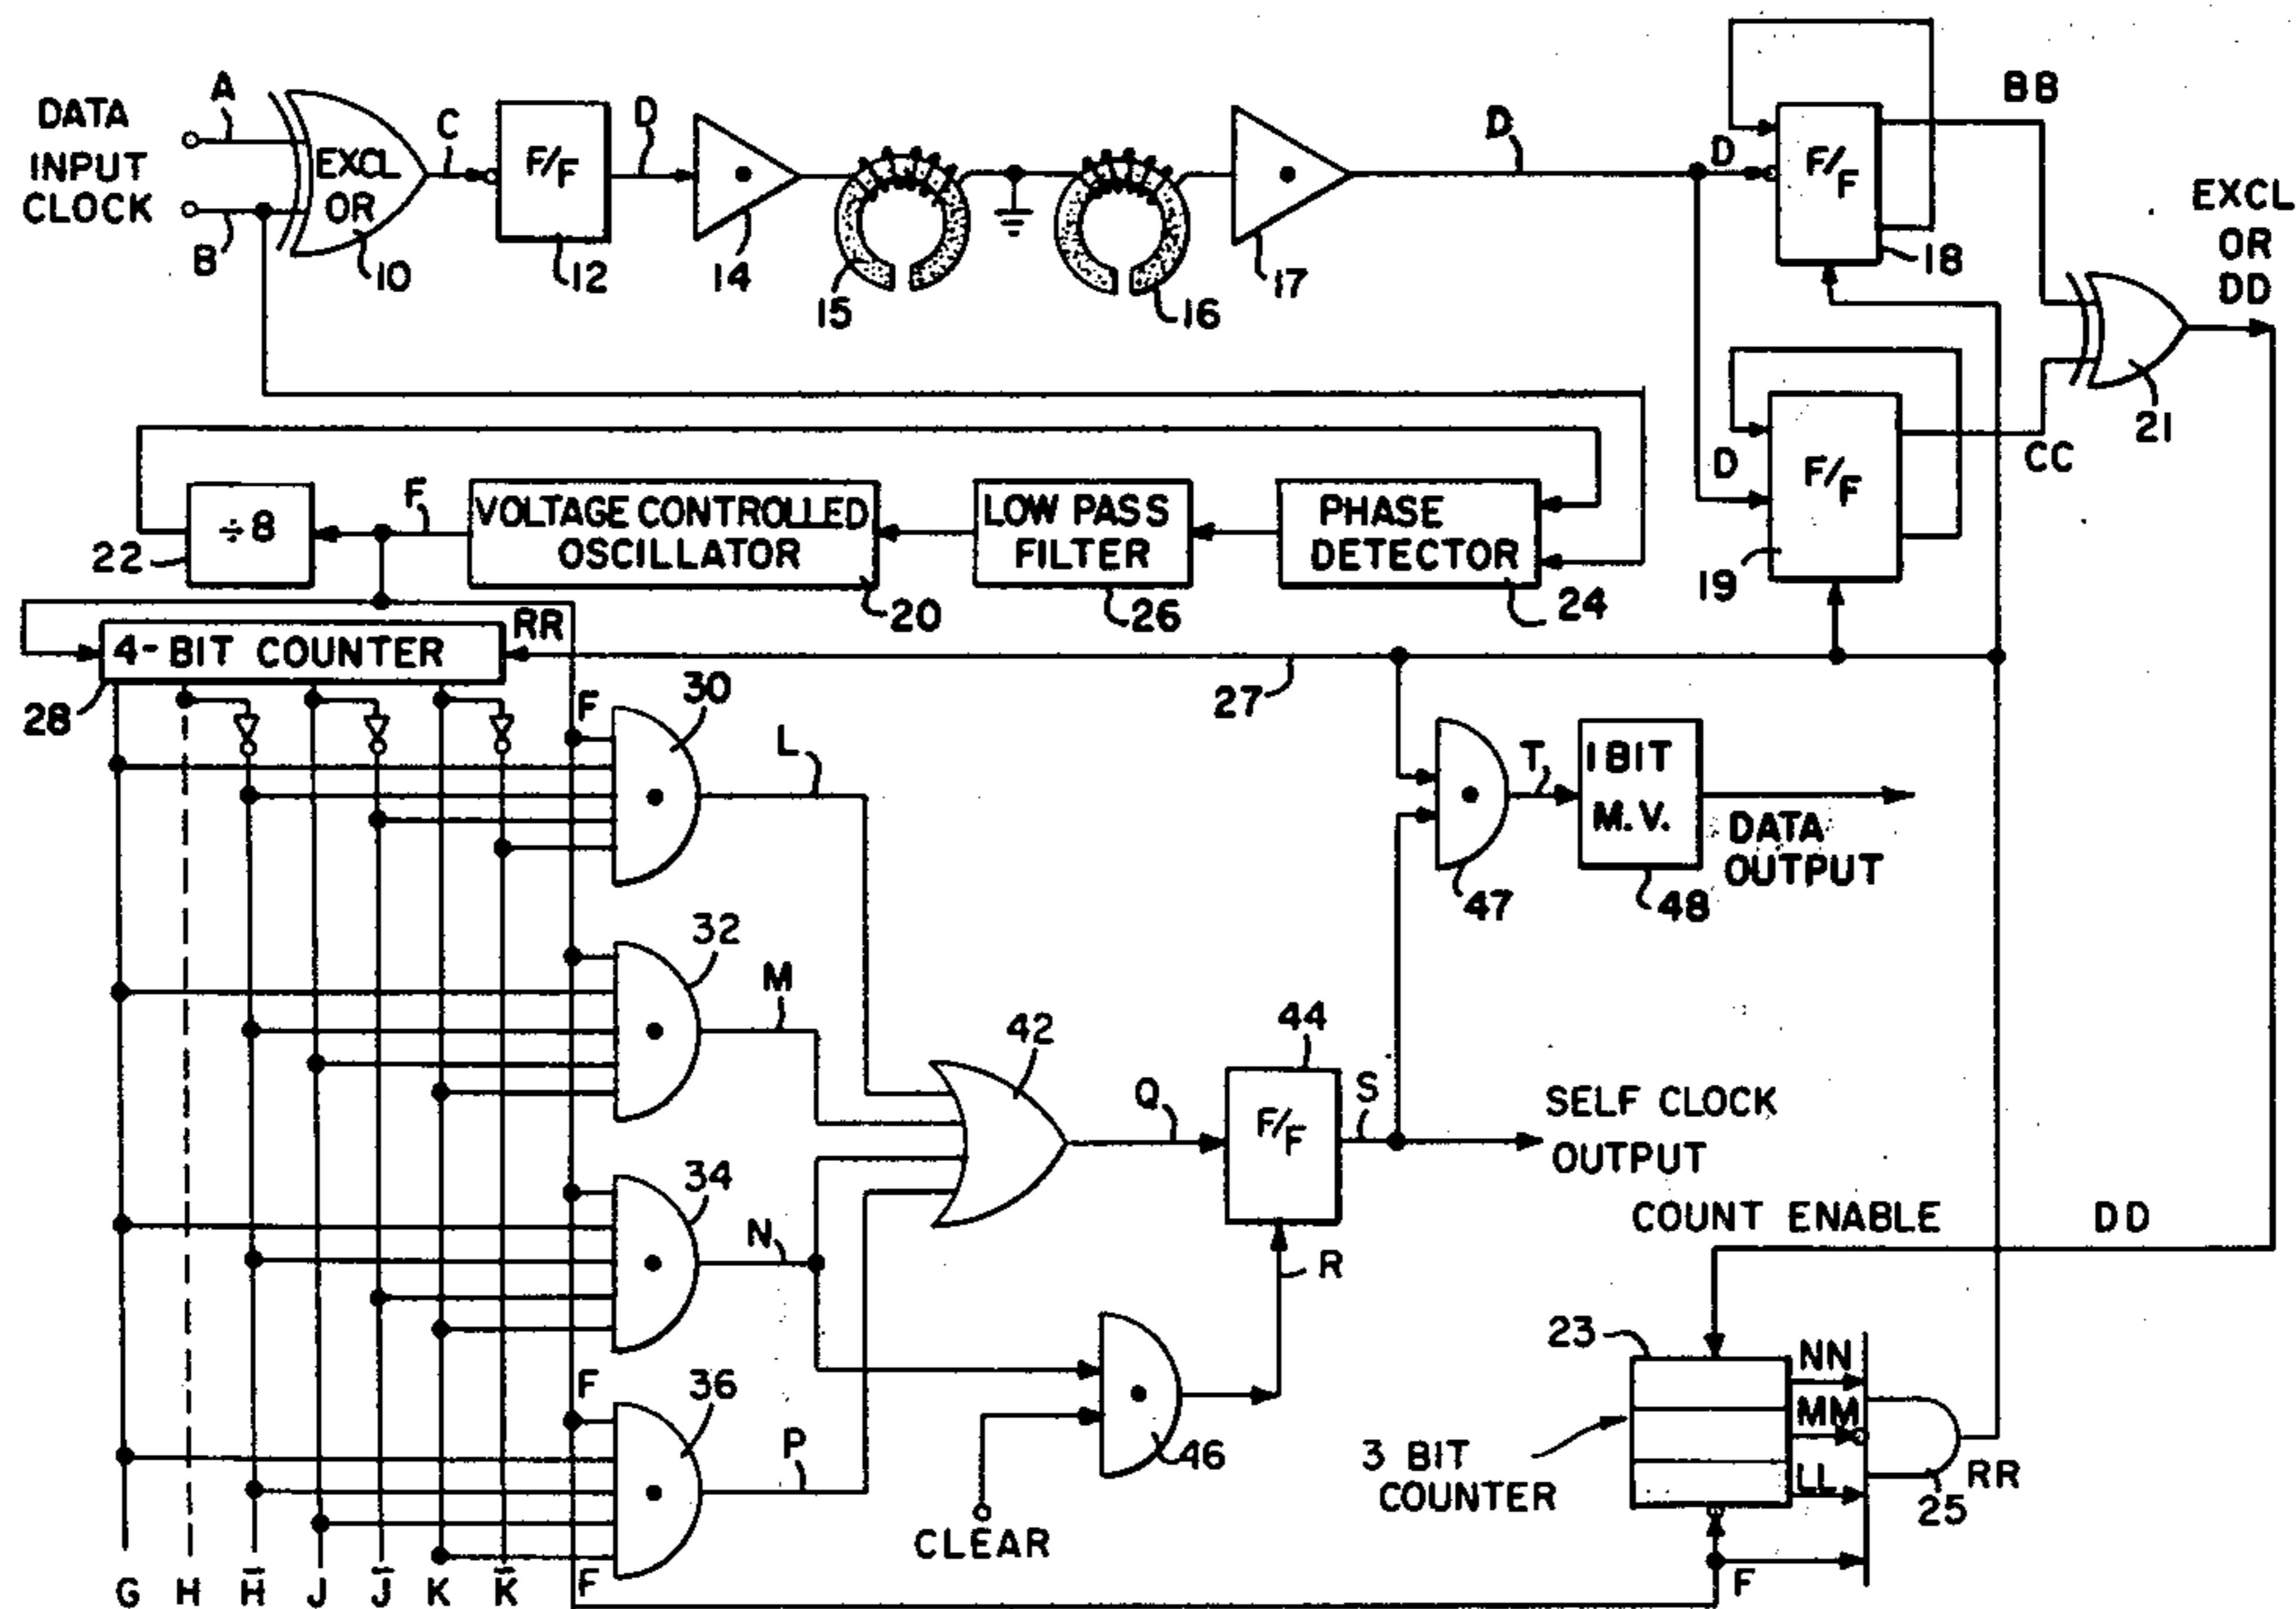 DATA
INPUT
CLOCK
A
B
EXCL
OR
10
C
F/F
12
D
14
15
16
17
D
D
F/F
18
BB
EXCL
OR
DD
21
D
F/F
19
CC
÷8
22
F
VOLTAGE CONTROLLED
OSCILLATOR
20
LOW PASS
FILTER
26
PHASE
DETECTOR
24
4-BIT COUNTER
28
RR
27
F
30
L
T
1 BIT
M.V.
47
48
DATA
OUTPUT
32
M
42
Q
44
F/F
S
SELF CLOCK
OUTPUT
34
N
R
COUNT ENABLE
DD
F
36
P
46
CLEAR
23
NN
MM
LL
3 BIT
COUNTER
RR
25
F
F
G H H̅ J J̅ K K̅